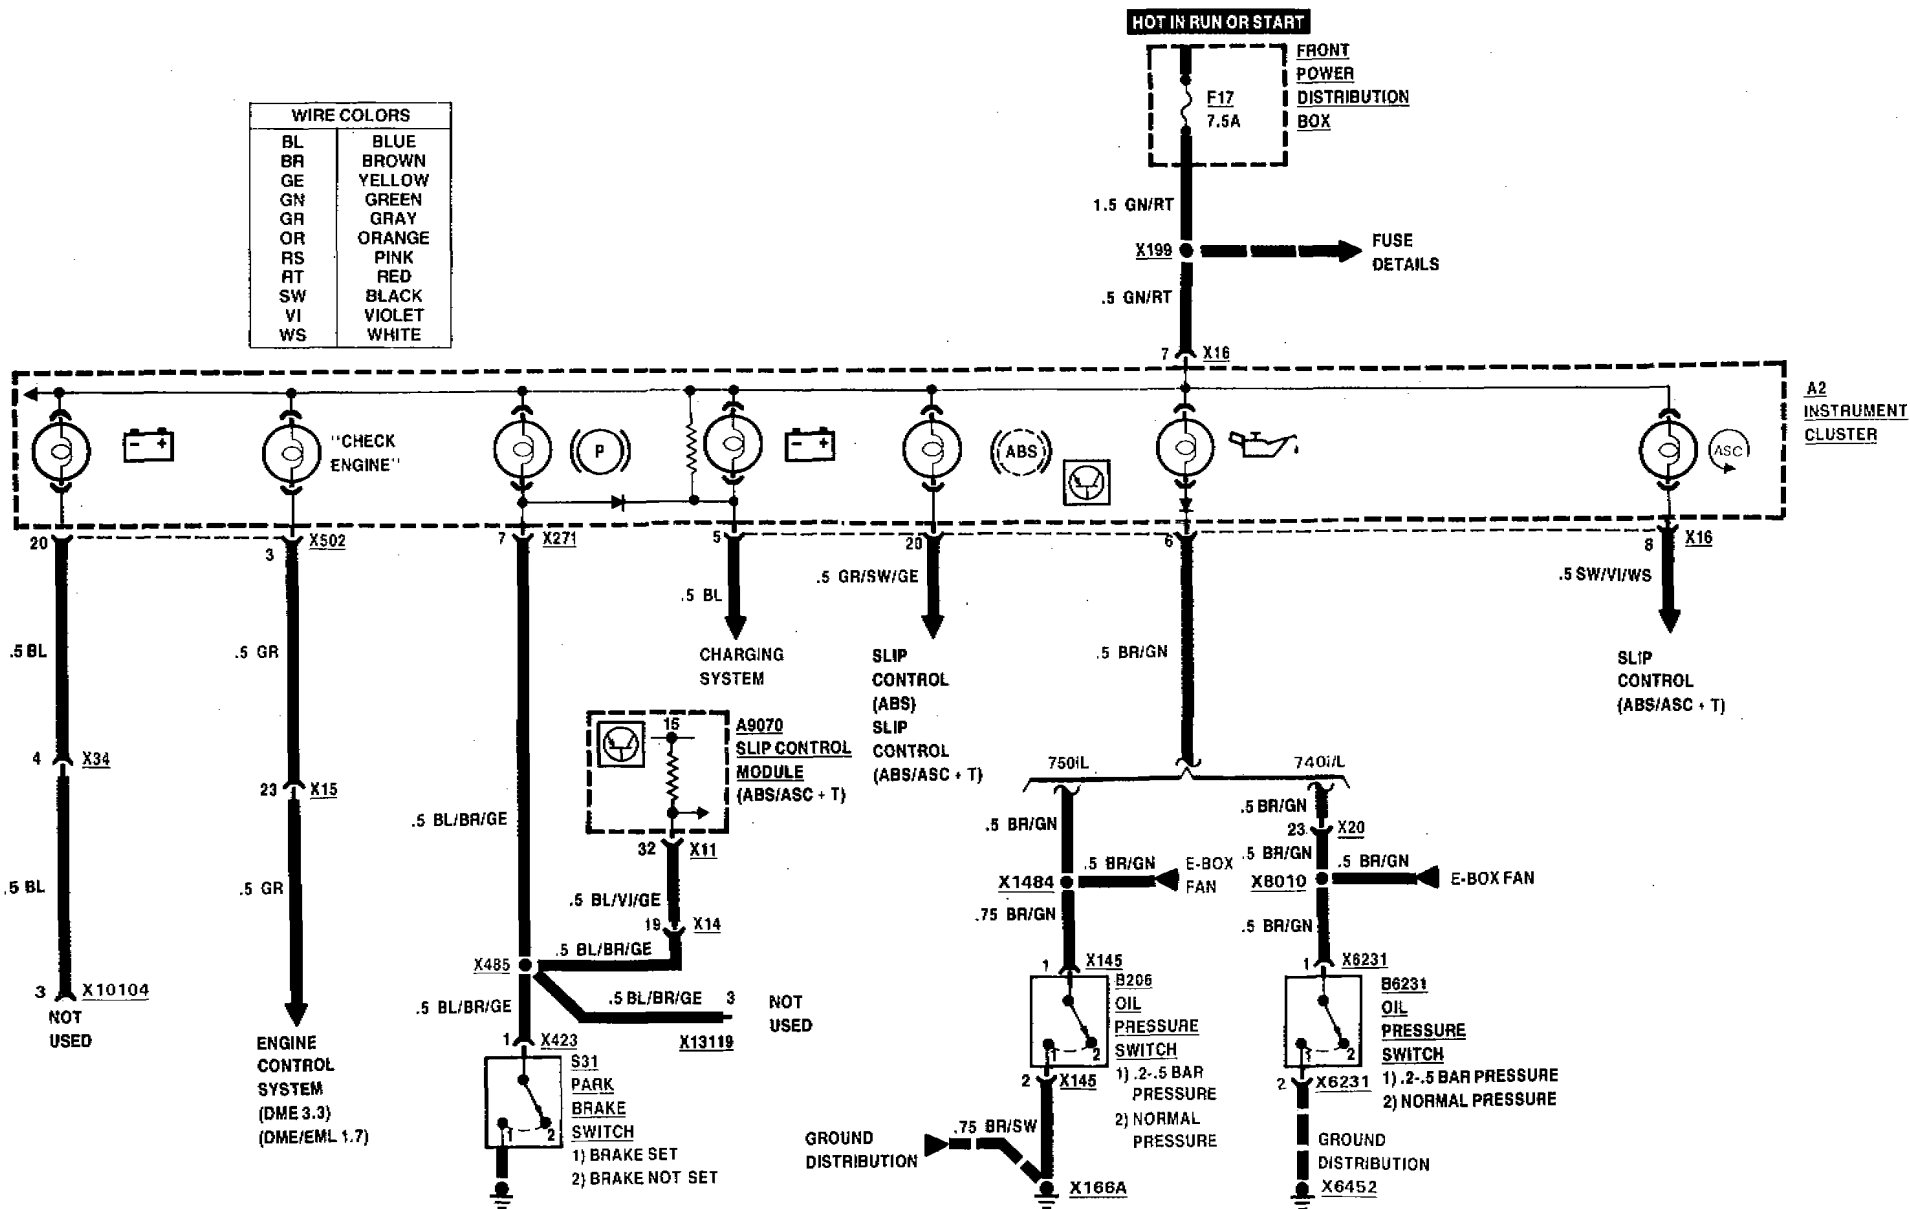 HOT IN RUN OR START
FRONT
POWER
DISTRIBUTION
BOX
F17
7.5A
WIRE COLORS
BL BLUE
BR BROWN
GE YELLOW
GN GREEN
GR GRAY
OR ORANGE
RS PINK
RT RED
SW BLACK
VI VIOLET
WS WHITE
1.5 GN/RT
X199
FUSE
DETAILS
.5 GN/RT
7 X16
A2
INSTRUMENT
CLUSTER
- +
"CHECK
ENGINE"
P
- +
ABS
ASC
20
3 X502
7 X271
5
20
6
8 X16
.5 BL
.5 GR/SW/GE
.5 SW/VI/WS
.5 BL
.5 GR
.5 BR/GN
CHARGING
SYSTEM
SLIP
CONTROL
(ABS)
SLIP
CONTROL
(ABS/ASC + T)
SLIP
CONTROL
(ABS/ASC + T)
15
A9070
SLIP CONTROL
MODULE
(ABS/ASC + T)
4 X34
23 X15
750iL
740i/L
.5 BL/BR/GE
32 X11
.5 BR/GN
.5 BR/GN
23 X20
.5 BR/GN
.5 BR/GN
E-BOX
FAN
X1484
.5 BR/GN
E-BOX FAN
X8010
.5 BL
.5 GR
.5 BL/VI/GE
19 X14
.75 BR/GN
.5 BR/GN
.5 BL/BR/GE
X485
1 X145
1 X6231
3 X10104
NOT
USED
.5 BL/BR/GE
.5 BL/BR/GE 3
NOT
USED
X13119
ENGINE
CONTROL
SYSTEM
(DME 3.3)
(DME/EML 1.7)
1 X423
S31
PARK
BRAKE
SWITCH
1) BRAKE SET
2) BRAKE NOT SET
1 2
B206
OIL
PRESSURE
SWITCH
1) .2-.5 BAR
PRESSURE
2) NORMAL
PRESSURE
1 2
2 X145
B6231
OIL
PRESSURE
SWITCH
1) .2-.5 BAR PRESSURE
2) NORMAL PRESSURE
1 2
2 X6231
.75 BR/SW
GROUND
DISTRIBUTION
X166A
GROUND
DISTRIBUTION
X6452